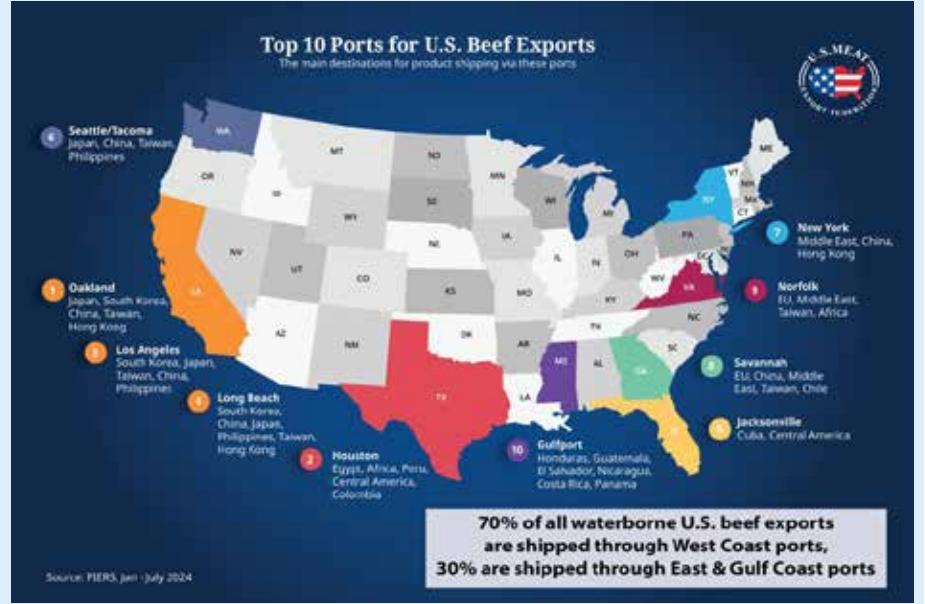 Top 10 Ports for U.S. Beef Exports
The main destinations for product shipping via these ports
U.S. MEAT
EXPORT FEDERATION
6
Seattle/Tacoma
Japan, China, Taiwan,
Philippines
1
Oakland
Japan, South Korea,
China, Taiwan,
Hong Kong
3
Los Angeles
South Korea, Japan,
Taiwan, China,
Philippines
4
Long Beach
South Korea,
China, Japan,
Philippines, Taiwan,
Hong Kong
2
Houston
Egypt, Africa, Peru,
Central America,
Colombia
10
Gulfport
Honduras, Guatemala,
El Salvador, Nicaragua,
Costa Rica, Panama
7
New York
Middle East, China,
Hong Kong
9
Norfolk
EU, Middle East,
Taiwan, Africa
8
Savannah
EU, China, Middle
East, Taiwan, Chile
5
Jacksonville
Cuba, Central America
WA
MT
ND
MN
ME
OR
ID
SD
WI
MI
VT
NH
NY
MA
CT
WY
NE
IA
PA
NV
UT
CO
IL
IN
OH
WV
VA
CA
KS
MO
KY
NC
AZ
NM
OK
AR
TN
SC
TX
LA
MS
AL
GA
FL
70% of all waterborne U.S. beef exports
are shipped through West Coast ports,
30% are shipped through East & Gulf Coast ports
Source: PIERS, Jan - July 2024